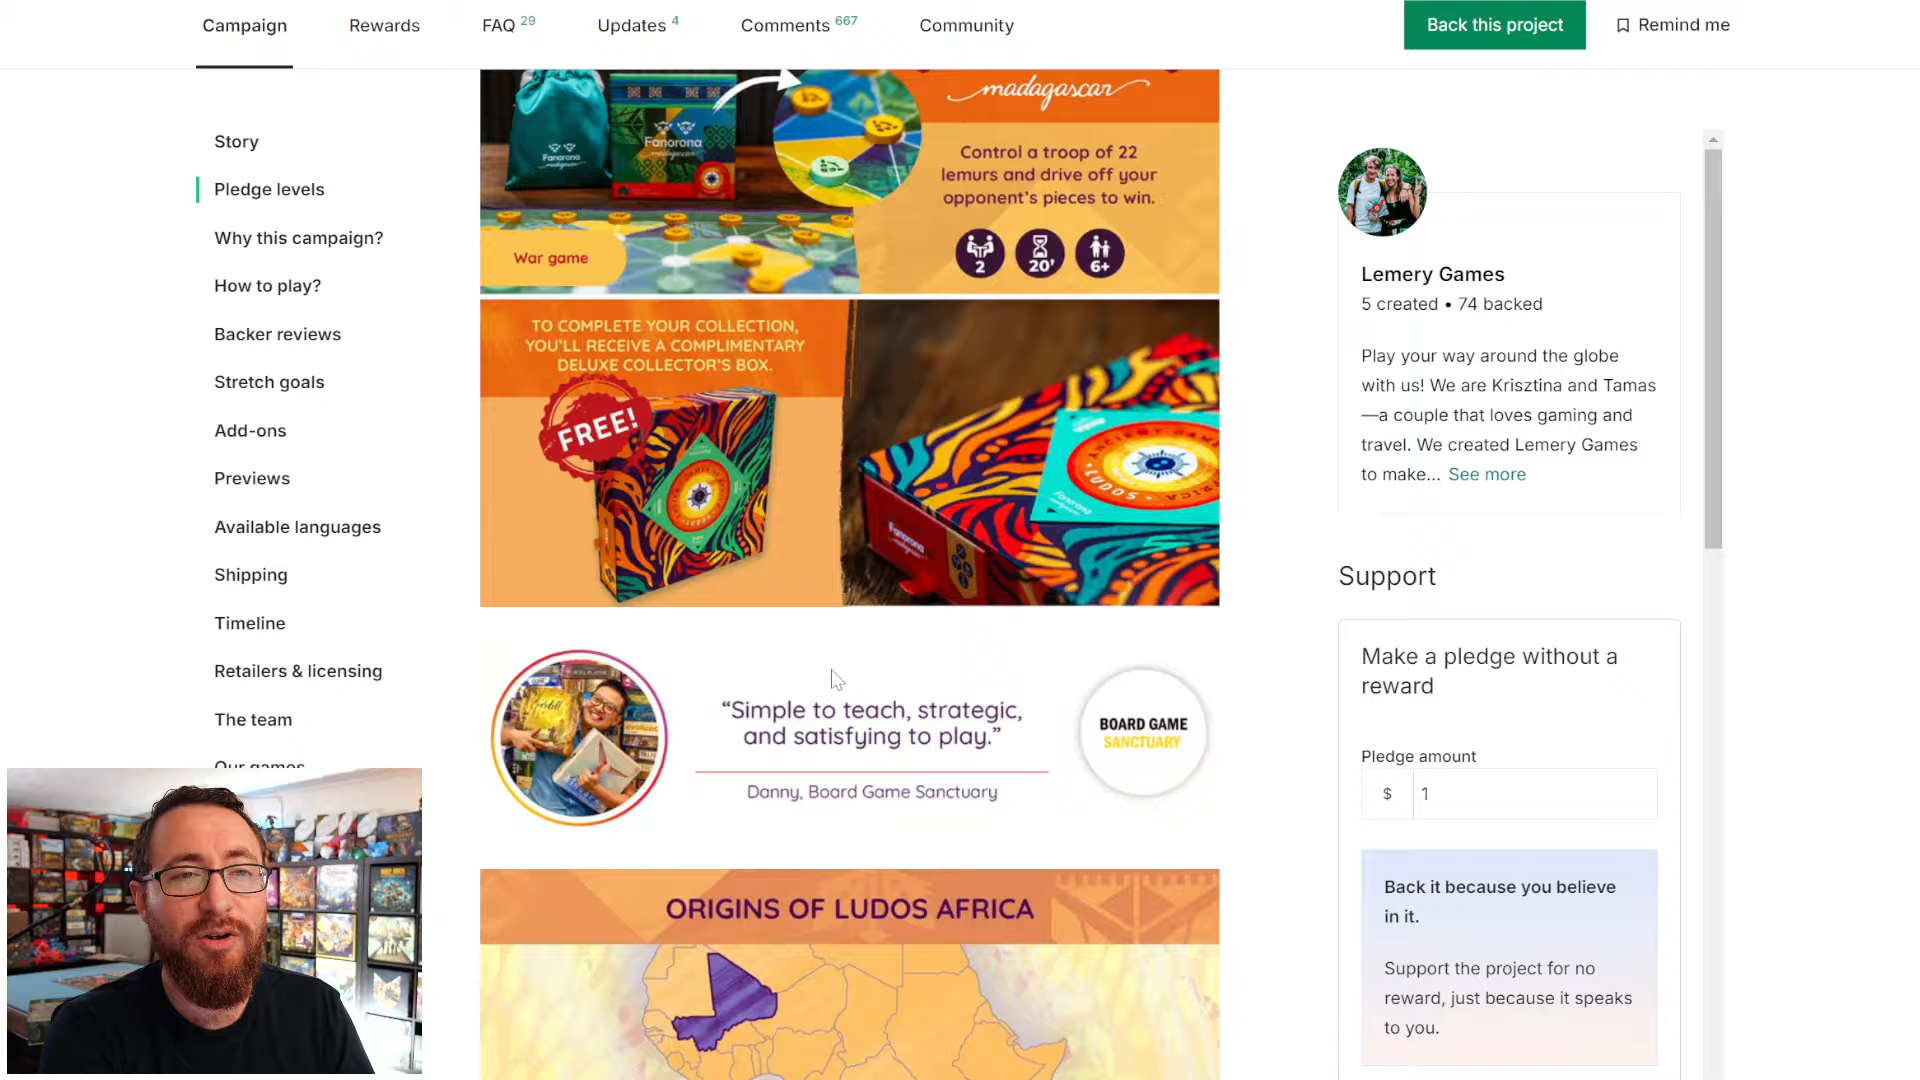 Campaign
Rewards
FAQ 29
Updates 4
Comments 667
Community
Back this project
Remind me
Story
Pledge levels
Why this campaign?
How to play?
Backer reviews
Stretch goals
Add-ons
Previews
Available languages
Shipping
Timeline
Retailers & licensing
The team
Our games
Fanorona
madagascar
Fanorona
madagascar
madagascar
Control a troop of 22
lemurs and drive off your
opponent's pieces to win.
War game
2
20'
6+
TO COMPLETE YOUR COLLECTION,
YOU'LL RECEIVE A COMPLIMENTARY
DELUXE COLLECTOR'S BOX.
FREE!
Fanorona
madagascar
LUDOS
“Simple to teach, strategic,
and satisfying to play.”
Danny, Board Game Sanctuary
BOARD GAME
SANCTUARY
ORIGINS OF LUDOS AFRICA
Lemery Games
5 created • 74 backed
Play your way around the globe
with us! We are Krisztina and Tamas
—a couple that loves gaming and
travel. We created Lemery Games
to make... See more
Support
Make a pledge without a
reward
Pledge amount
$ 1
Back it because you believe
in it.
Support the project for no
reward, just because it speaks
to you.